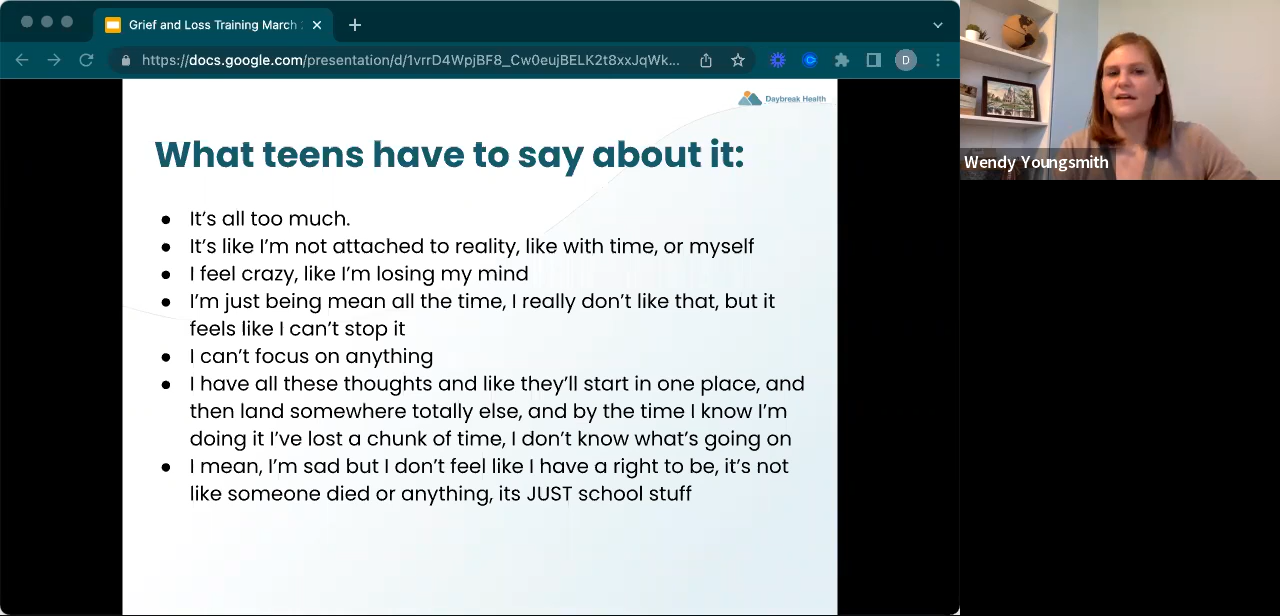 Grief and Loss Training March
https://docs.google.com/presentation/d/1vrrD4WpjBF8_Cw0eujBELK2t8xxJqWk...
D
Daybreak Health
What teens have to say about it:
● It's all too much.
● It's like I'm not attached to reality, like with time, or myself
● I feel crazy, like I'm losing my mind
● I'm just being mean all the time, I really don't like that, but it
feels like I can't stop it
● I can't focus on anything
● I have all these thoughts and like they'll start in one place, and
then land somewhere totally else, and by the time I know I'm
doing it I've lost a chunk of time, I don't know what's going on
● I mean, I'm sad but I don't feel like I have a right to be, it's not
like someone died or anything, its JUST school stuff
Wendy Youngsmith